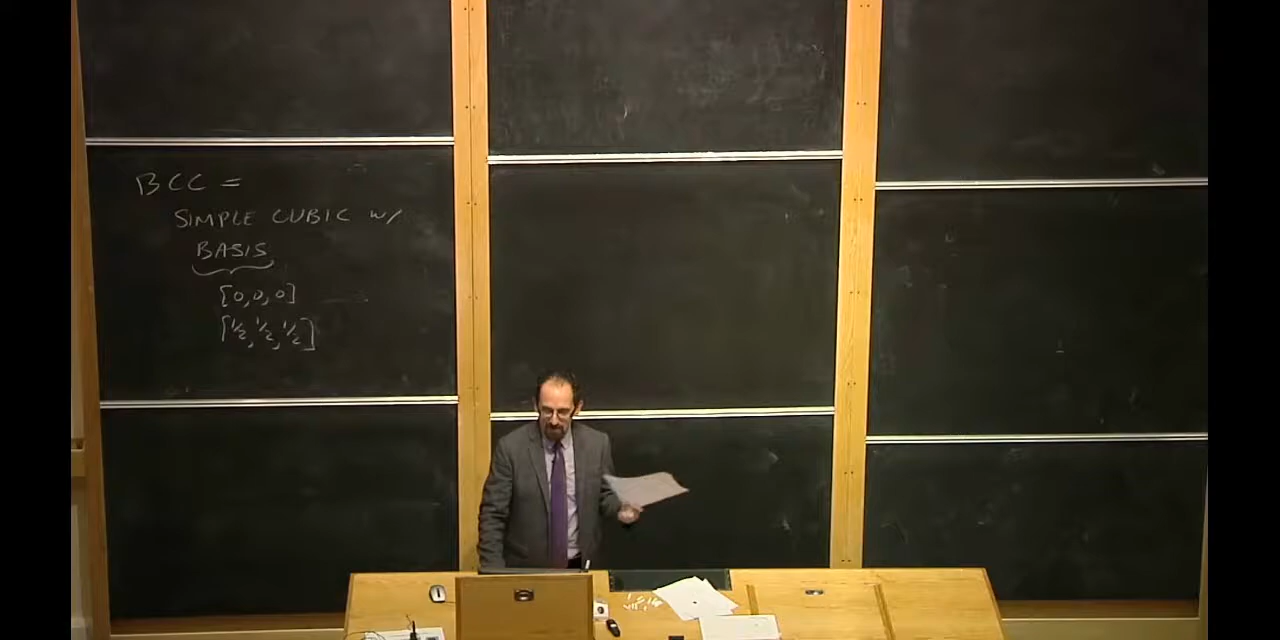 BCC =
SIMPLE CUBIC w/
BASIS
[0,0,0]
[1/2,1/2,1/2]